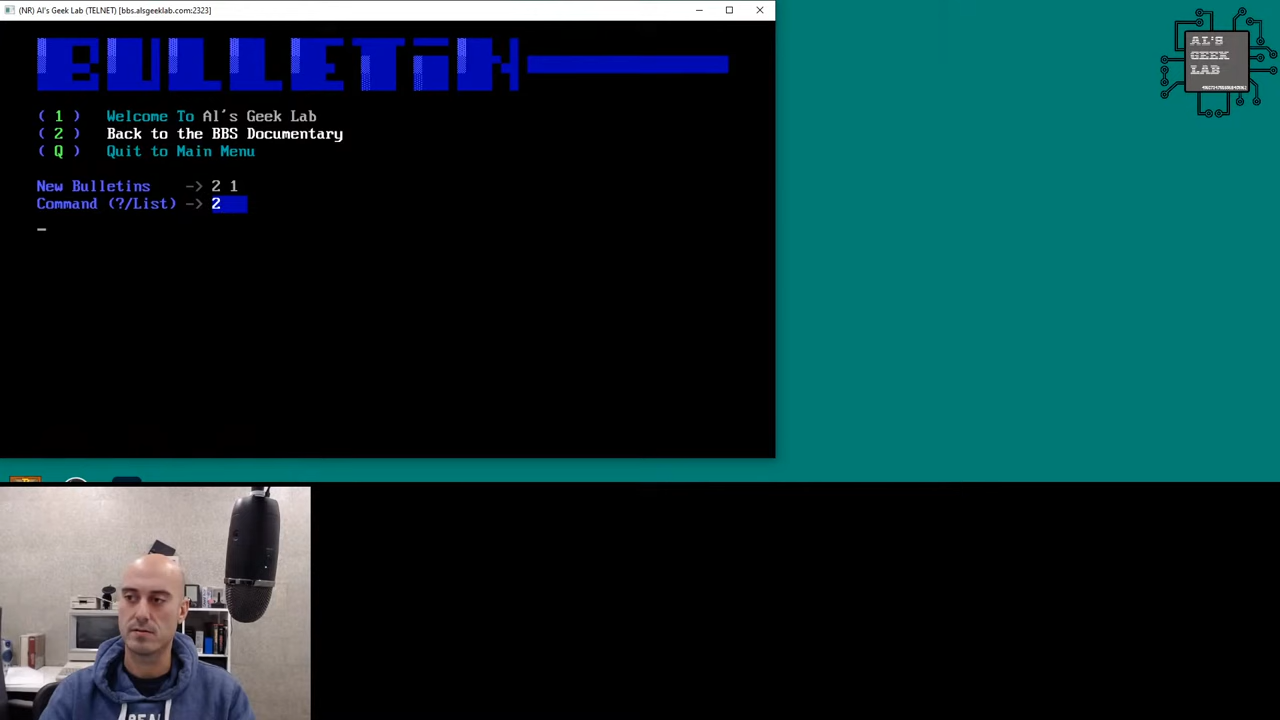 (NR) Al's Geek Lab (TELNET) [bbs.alsgeeklab.com:2323]
BULLETiN
( 1 ) Welcome To Al's Geek Lab
( 2 ) Back to the BBS Documentary
( Q ) Quit to Main Menu
New Bulletins -> 2 1
Command (?/List) -> 2
AL'S
GEEK
LAB